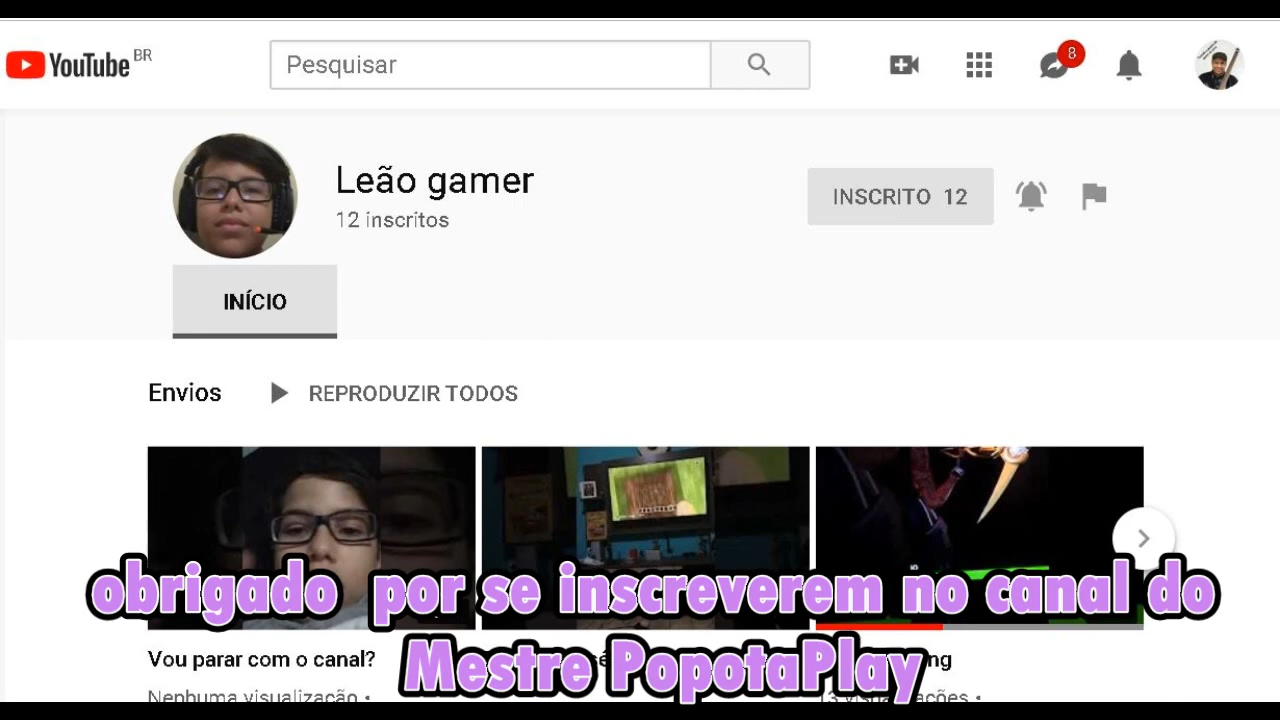 YouTube BR
Pesquisar
8
Leão gamer
12 inscritos
INSCRITO 12
INÍCIO
Envios
REPRODUZIR TODOS
obrigado por se inscreverem no canal do
Mestre PopotaPlay
Vou parar com o canal?
Nenhuma visualização •